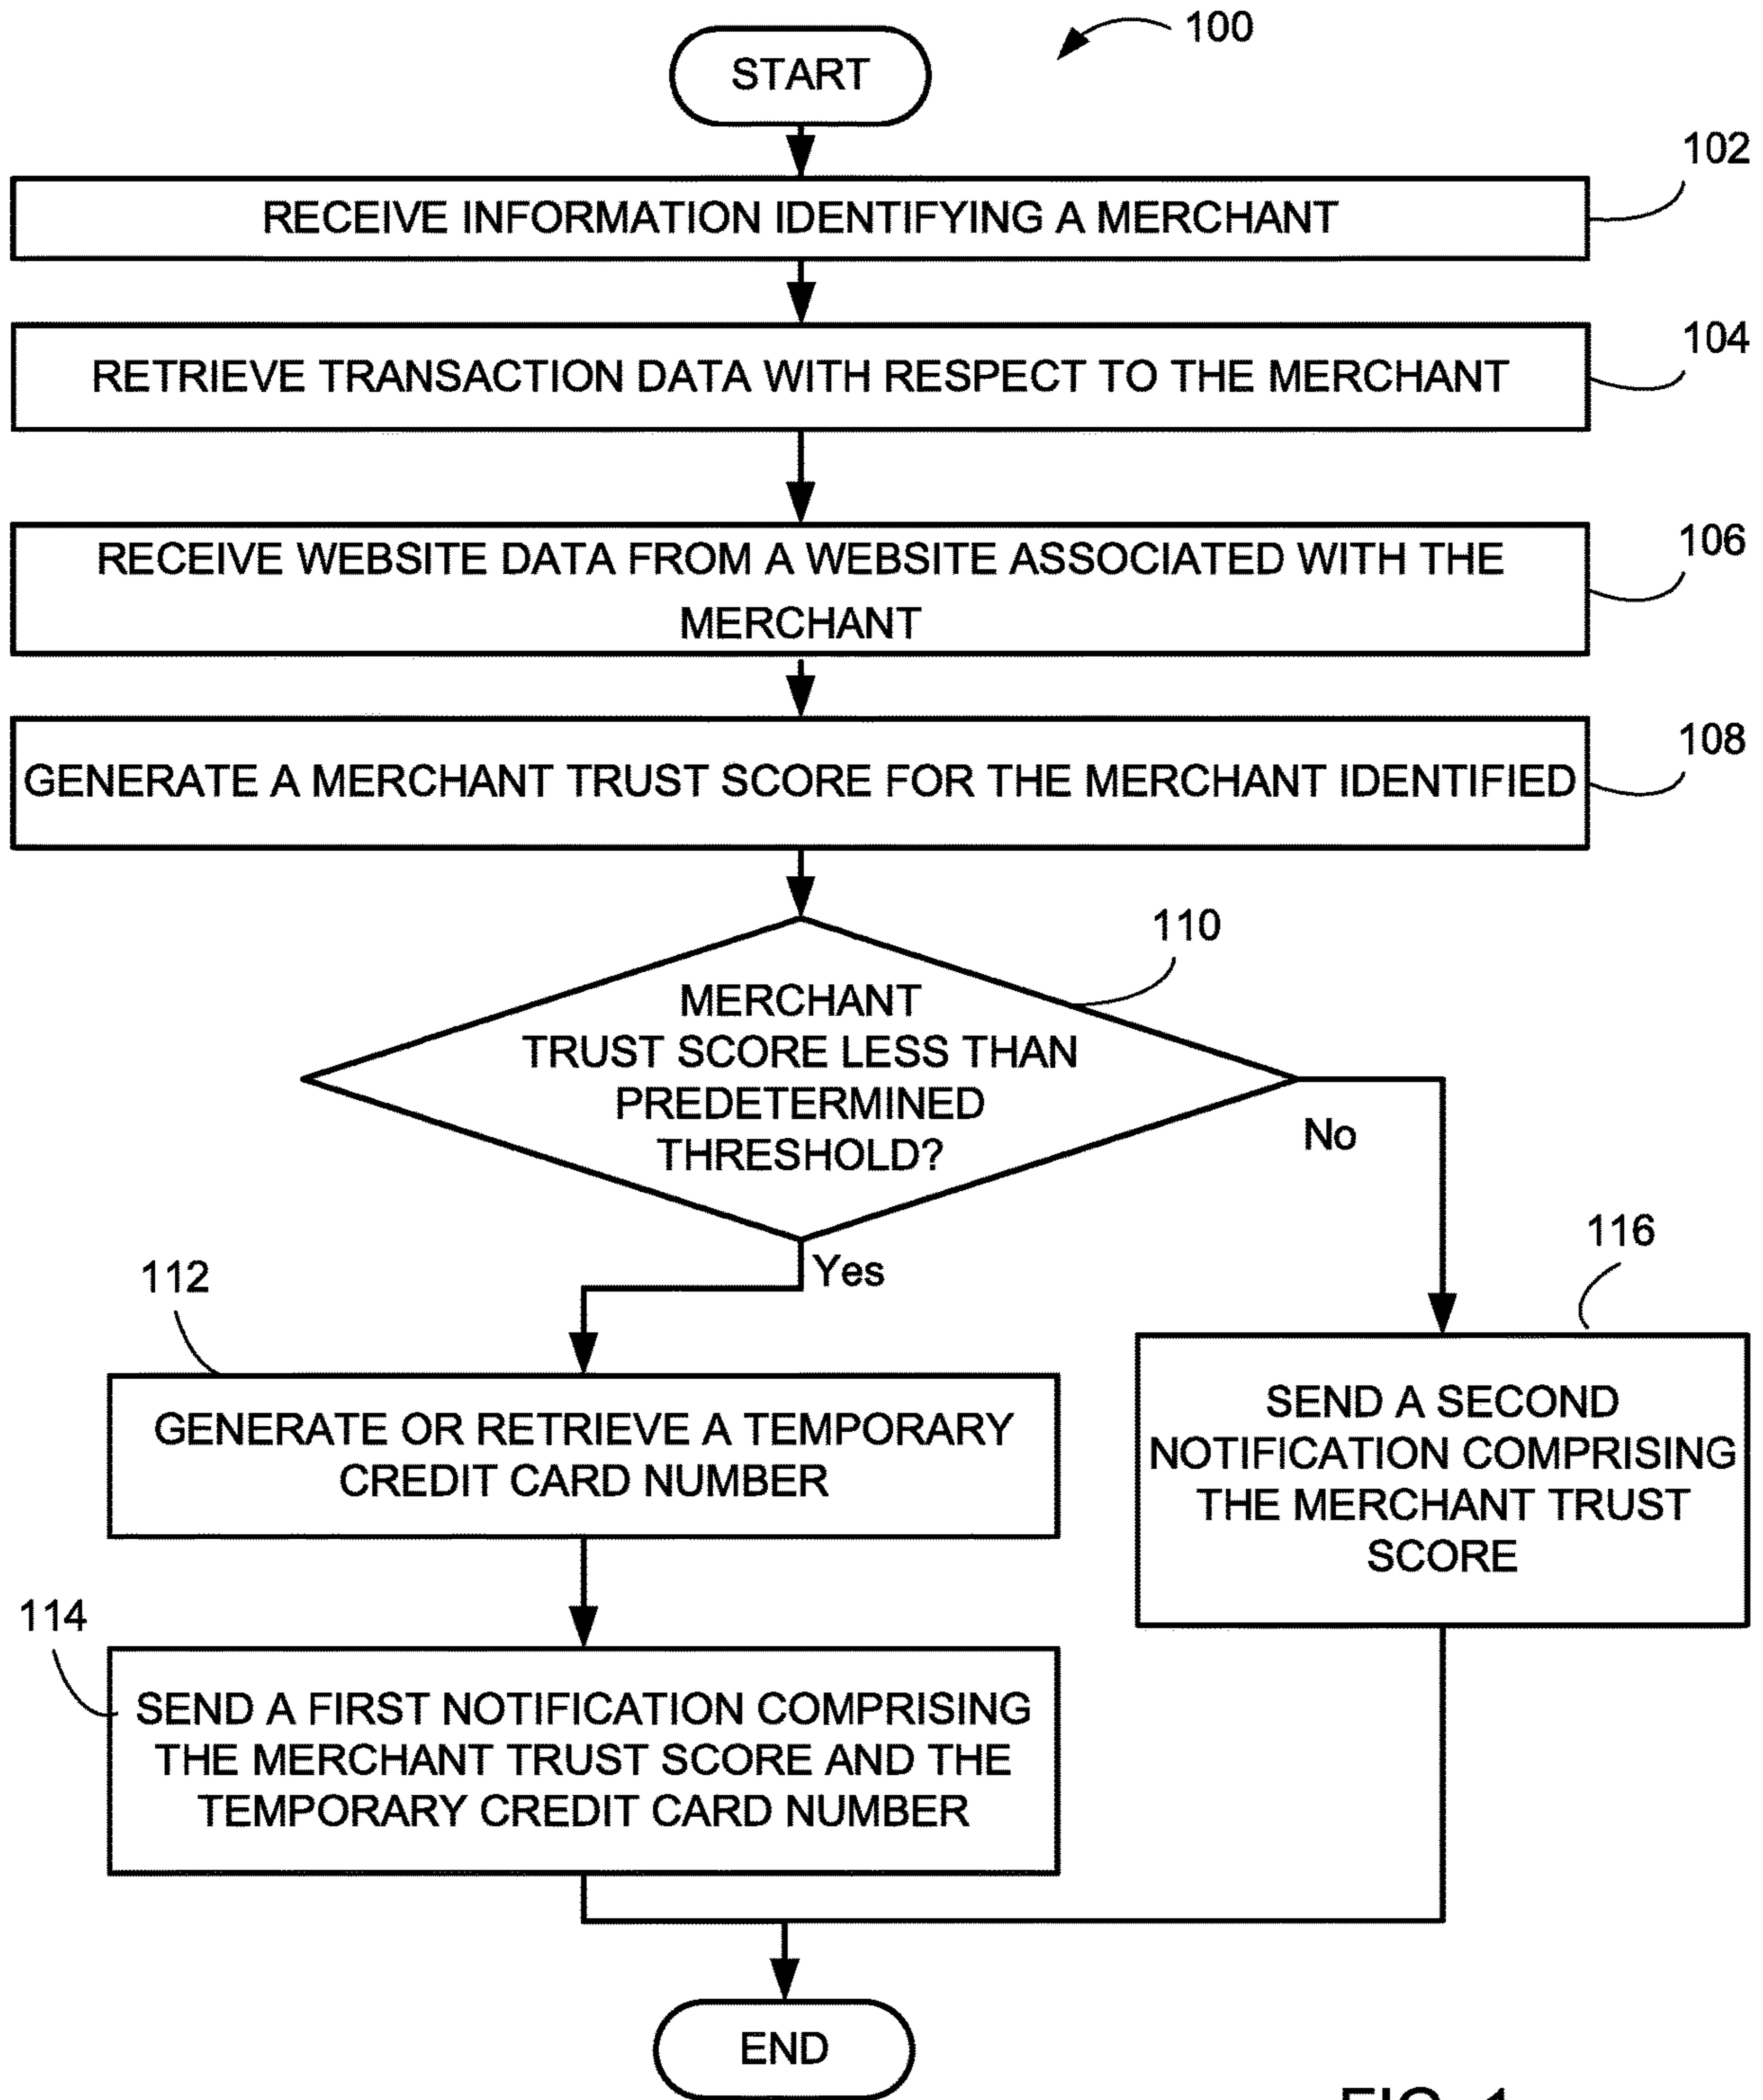 100
START
102
RECEIVE INFORMATION IDENTIFYING A MERCHANT
104
RETRIEVE TRANSACTION DATA WITH RESPECT TO THE MERCHANT
106
RECEIVE WEBSITE DATA FROM A WEBSITE ASSOCIATED WITH THE
MERCHANT
108
GENERATE A MERCHANT TRUST SCORE FOR THE MERCHANT IDENTIFIED
110
MERCHANT
TRUST SCORE LESS THAN
PREDETERMINED
THRESHOLD?
No
Yes
112
GENERATE OR RETRIEVE A TEMPORARY
CREDIT CARD NUMBER
116
SEND A SECOND
NOTIFICATION COMPRISING
THE MERCHANT TRUST
SCORE
114
SEND A FIRST NOTIFICATION COMPRISING
THE MERCHANT TRUST SCORE AND THE
TEMPORARY CREDIT CARD NUMBER
END
FIG. 1